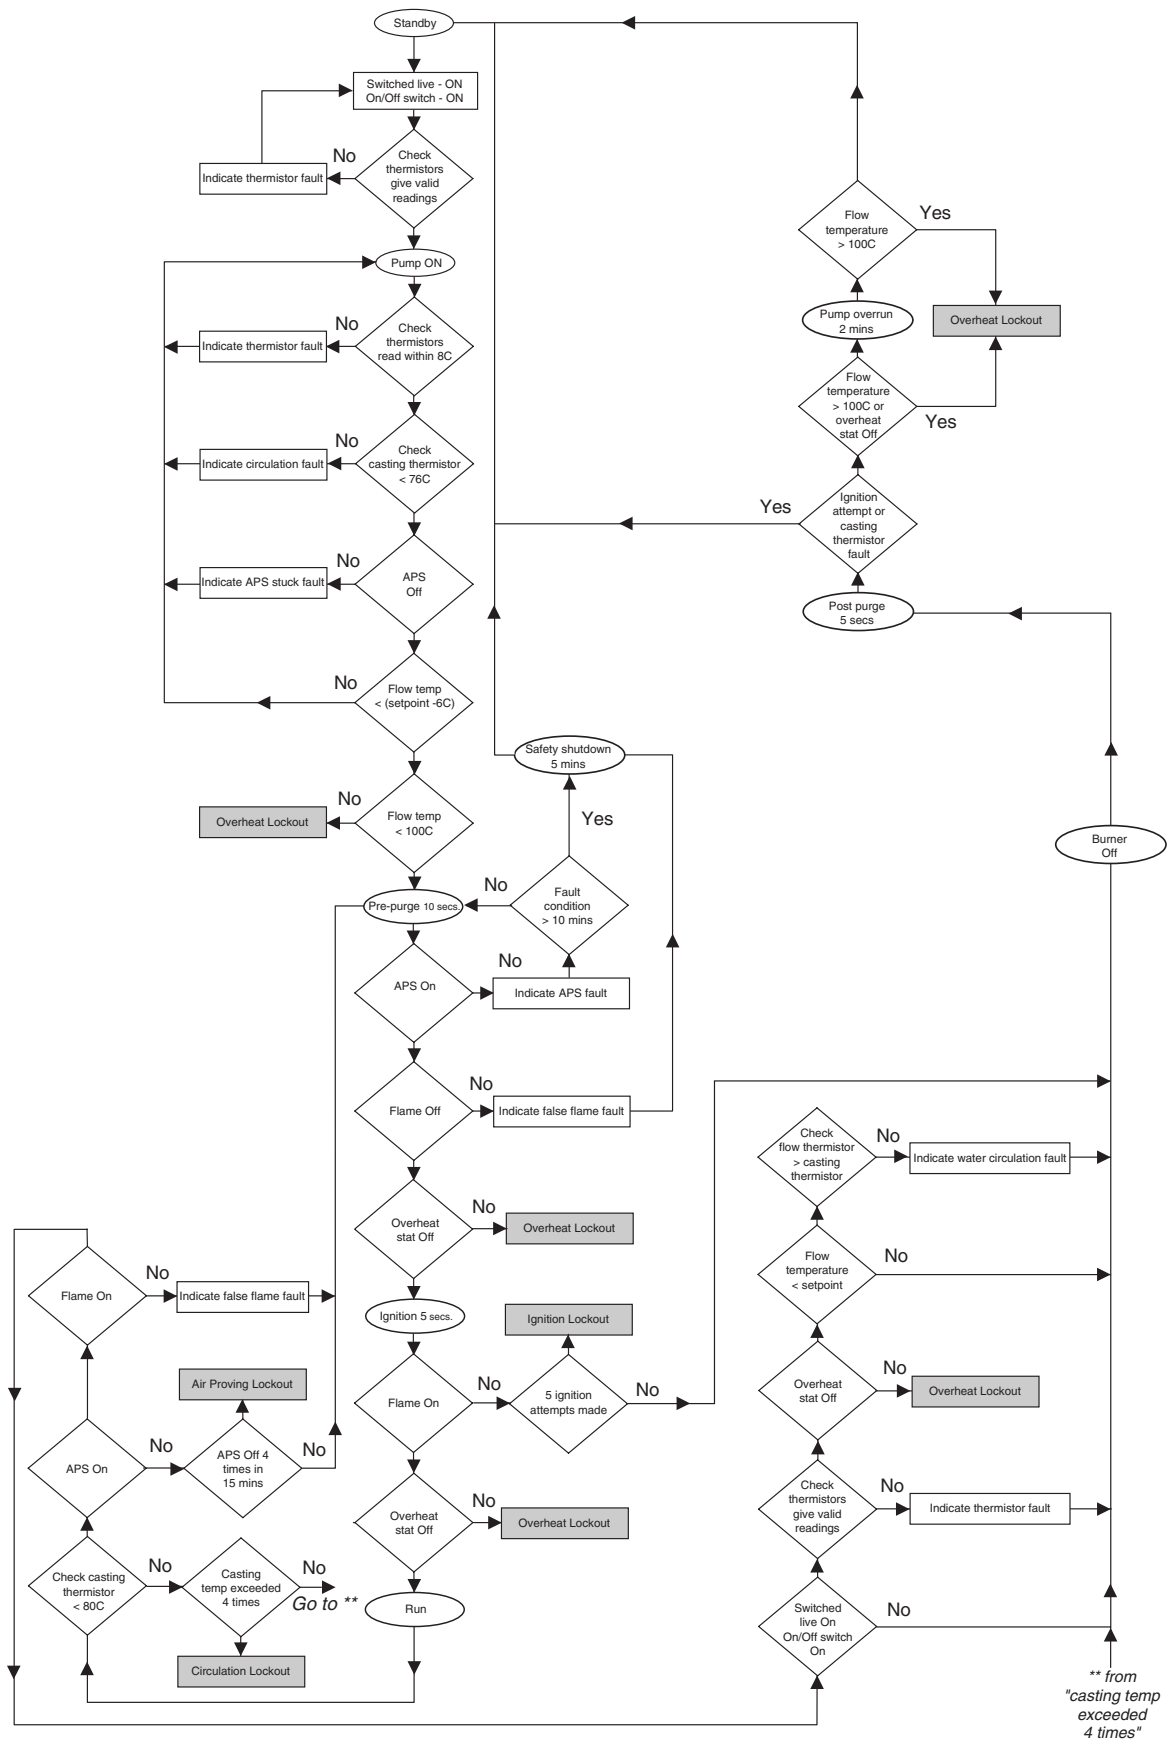 Standby
Switched live - ON
On/Off switch - ON
Check
thermistors
give valid
readings
No
Indicate thermistor fault
Pump ON
Check
thermistors
read within 8C
No
Indicate thermistor fault
Check
casting thermistor
< 76C
No
Indicate circulation fault
APS
Off
No
Indicate APS stuck fault
Flow temp
< (setpoint -6C)
No
Flow temp
< 100C
No
Overheat Lockout
Pre-purge 10 secs.
APS On
No
Indicate APS fault
Fault
condition
> 10 mins
No
Yes
Safety shutdown
5 mins
Flame Off
No
Indicate false flame fault
Overheat
stat Off
No
Overheat Lockout
Ignition 5 secs.
Flame On
No
5 ignition
attempts made
Ignition Lockout
No
Overheat
stat Off
No
Overheat Lockout
Run
Check casting
thermistor
< 80C
No
Casting
temp exceeded
4 times
No
Go to **
Circulation Lockout
APS On
No
APS Off 4
times in
15 mins
No
Air Proving Lockout
Flame On
No
Indicate false flame fault
Switched
live On
On/Off switch
On
No
Check
thermistors
give valid
readings
No
Indicate thermistor fault
Overheat
stat Off
No
Overheat Lockout
Flow
temperature
< setpoint
No
Check
flow thermistor
> casting
thermistor
No
Indicate water circulation fault
** from
"casting temp
exceeded
4 times"
Burner
Off
Post purge
5 secs
Ignition
attempt or
casting
thermistor
fault
Yes
Flow
temperature
> 100C or
overheat
stat Off
Yes
Pump overrun
2 mins
Overheat Lockout
Flow
temperature
> 100C
Yes